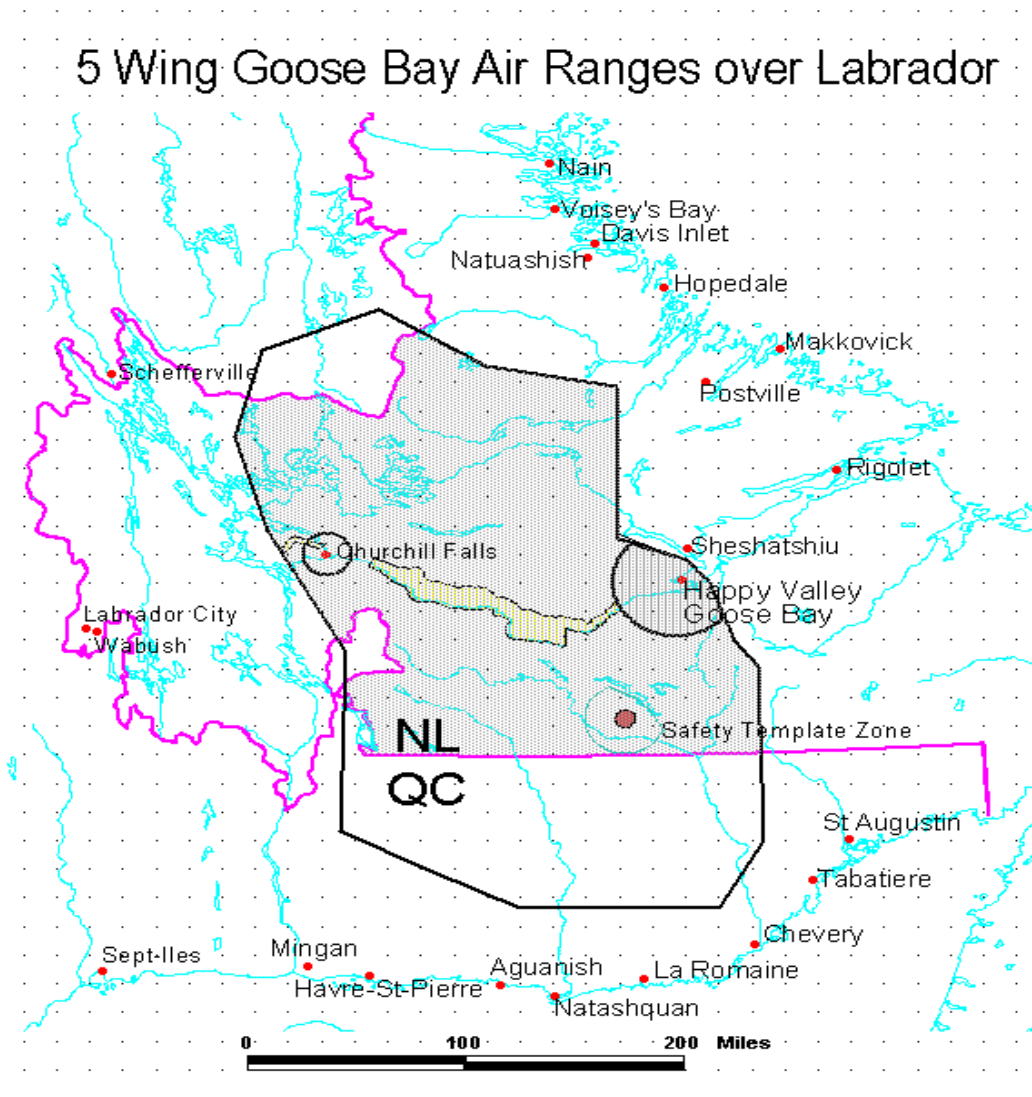 5 Wing Goose Bay Air Ranges over Labrador
Nain
Voisey's Bay
Davis Inlet
Natuashish
Hopedale
Makkovick
Schefferville
Postville
Rigolet
Sheshatshiu
Churchill Falls
Happy Valley
Goose Bay
Labrador City
Wabush
NL
Safety Template Zone
QC
St Augustin
Tabatiere
Chevery
Mingan
Sept-Iles
Aguanish
La Romaine
Havre-St-Pierre
Natashquan
0 100 200 Miles